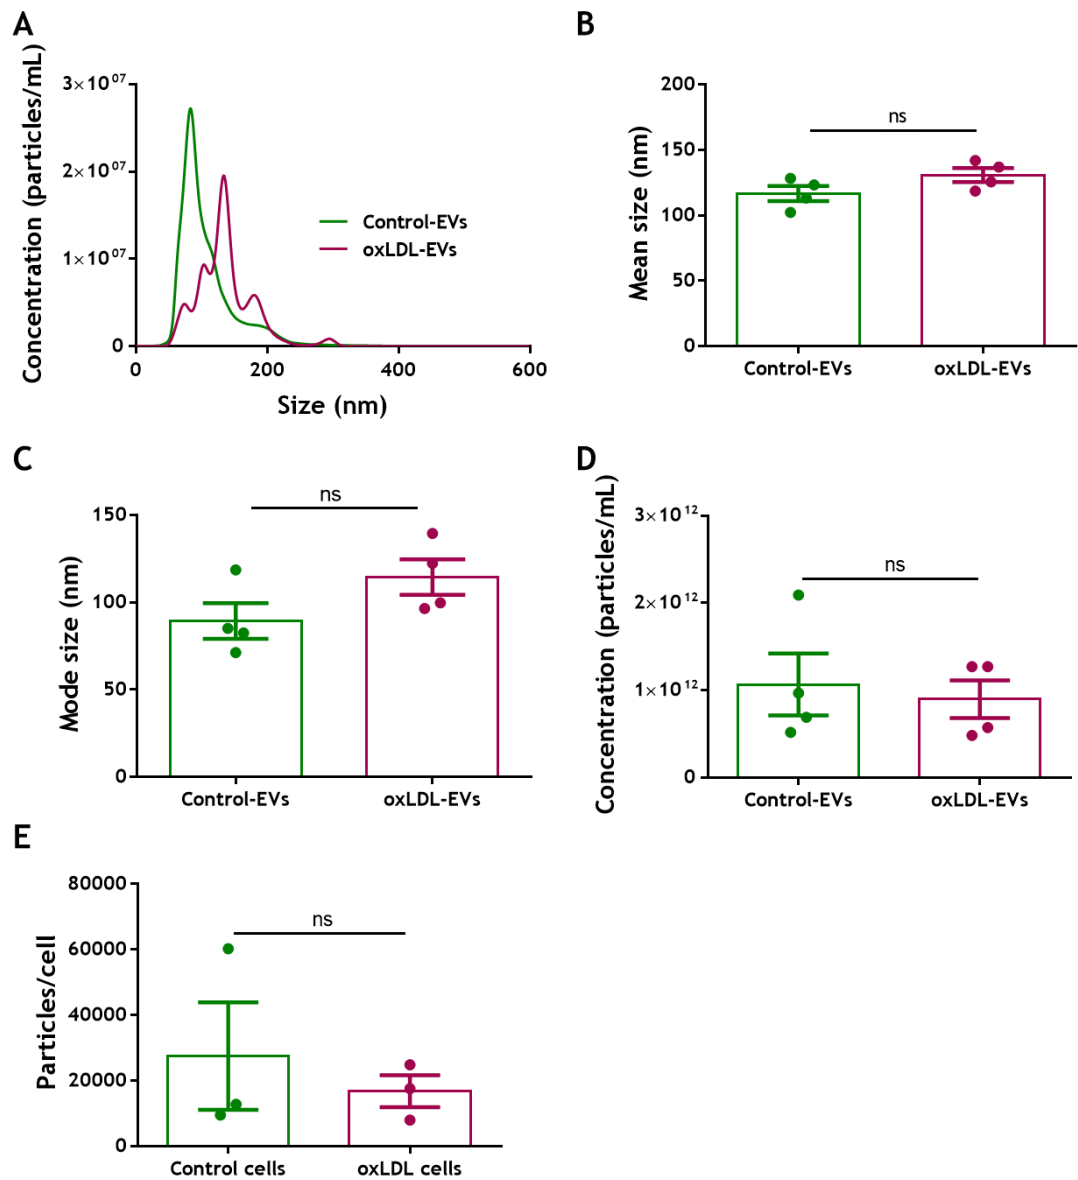 A
Concentration (particles/mL)
3×10⁰⁷
2×10⁰⁷
1×10⁰⁷
0
0 200 400 600
Size (nm)
Control-EVs
oxLDL-EVs
B
Mean size (nm)
200
150
100
50
0
ns
Control-EVs oxLDL-EVs
C
Mode size (nm)
150
100
50
0
ns
Control-EVs oxLDL-EVs
D
Concentration (particles/mL)
3×10¹²
2×10¹²
1×10¹²
0
ns
Control-EVs oxLDL-EVs
E
Particles/cell
80000
60000
40000
20000
0
ns
Control cells oxLDL cells